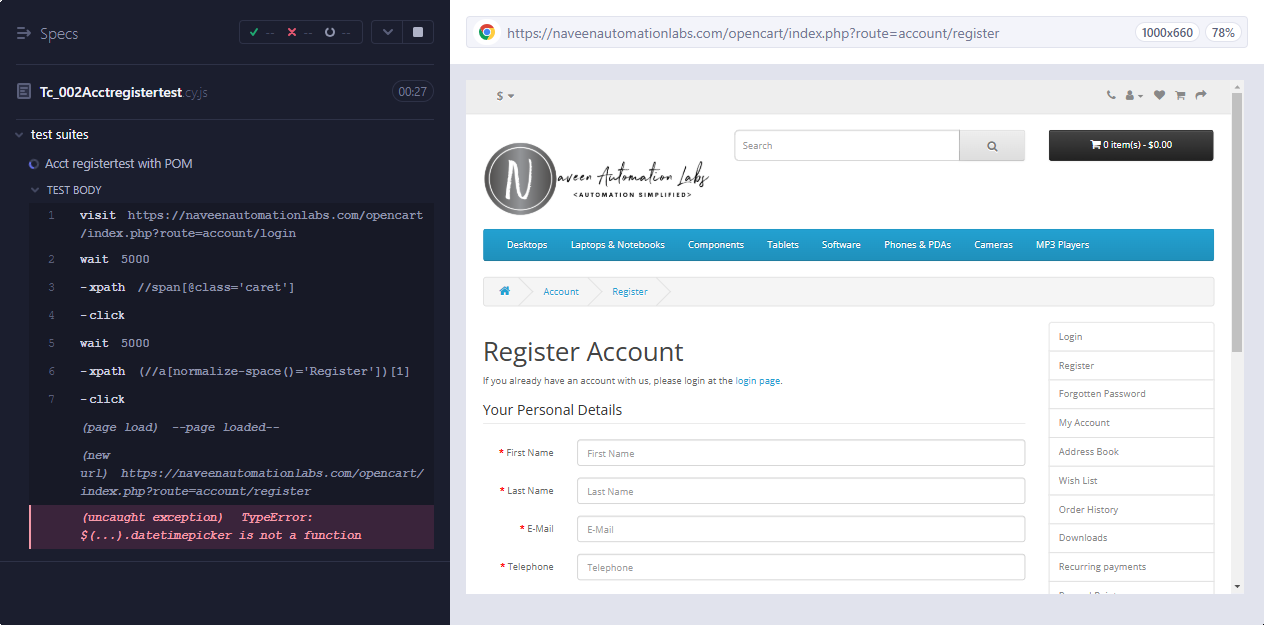 Specs
-- -- --
Tc_002Acctregistertest.cy.js
00:27
test suites
Acct registertest with POM
TEST BODY
1 visit https://naveenautomationlabs.com/opencart
/index.php?route=account/login
2 wait 5000
3 -xpath //span[@class='caret']
4 -click
5 wait 5000
6 -xpath (//a[normalize-space()='Register'])[1]
7 -click
(page load) --page loaded--
(new
url) https://naveenautomationlabs.com/opencart/
index.php?route=account/register
(uncaught exception) TypeError:
$(...).datetimepicker is not a function
https://naveenautomationlabs.com/opencart/index.php?route=account/register
1000x660
78%
$
N
aveen Automation Labs
<AUTOMATION SIMPLIFIED>
Search
0 item(s) - $0.00
Desktops Laptops & Notebooks Components Tablets Software Phones & PDAs Cameras MP3 Players
Account Register
Register Account
If you already have an account with us, please login at the login page.
Your Personal Details
* First Name First Name
* Last Name Last Name
* E-Mail E-Mail
* Telephone Telephone
Login
Register
Forgotten Password
My Account
Address Book
Wish List
Order History
Downloads
Recurring payments